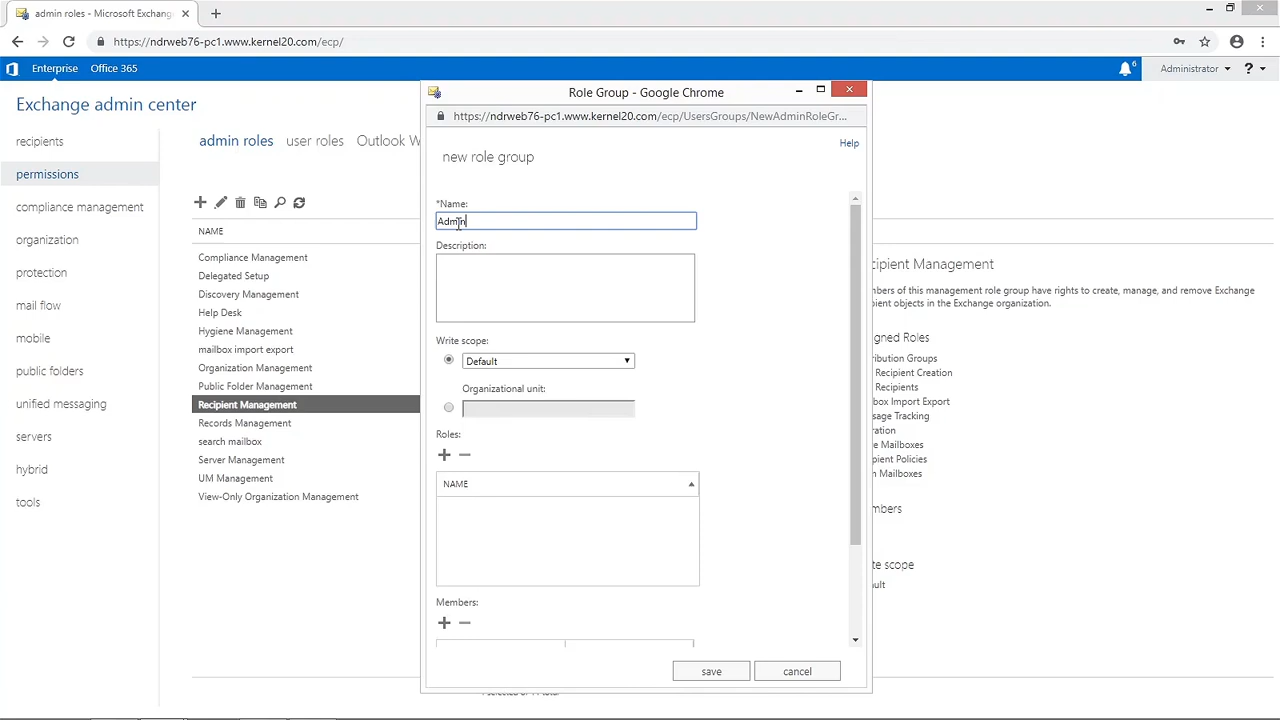 admin roles - Microsoft Exchang
https://ndrweb76-pc1.www.kernel20.com/ecp/
Enterprise Office 365
6
Administrator ?
Exchange admin center
recipients
permissions
compliance management
organization
protection
mail flow
mobile
public folders
unified messaging
servers
hybrid
tools
admin roles user roles Outlook W
NAME
Compliance Management
Delegated Setup
Discovery Management
Help Desk
Hygiene Management
mailbox import export
Organization Management
Public Folder Management
Recipient Management
Records Management
search mailbox
Server Management
UM Management
View-Only Organization Management
Role Group - Google Chrome
https://ndrweb76-pc1.www.kernel20.com/ecp/UsersGroups/NewAdminRoleGr...
Help
new role group
*Name:
Admin
Description:
Write scope:
Default
Organizational unit:
Roles:
NAME
Members:
save cancel
cipient Management
mbers of this management role group have rights to create, manage, and remove Exchange
pient objects in the Exchange organization.
igned Roles
ribution Groups
Recipient Creation
Recipients
box Import Export
sage Tracking
ration
e Mailboxes
ipient Policies
n Mailboxes
mbers
te scope
ult